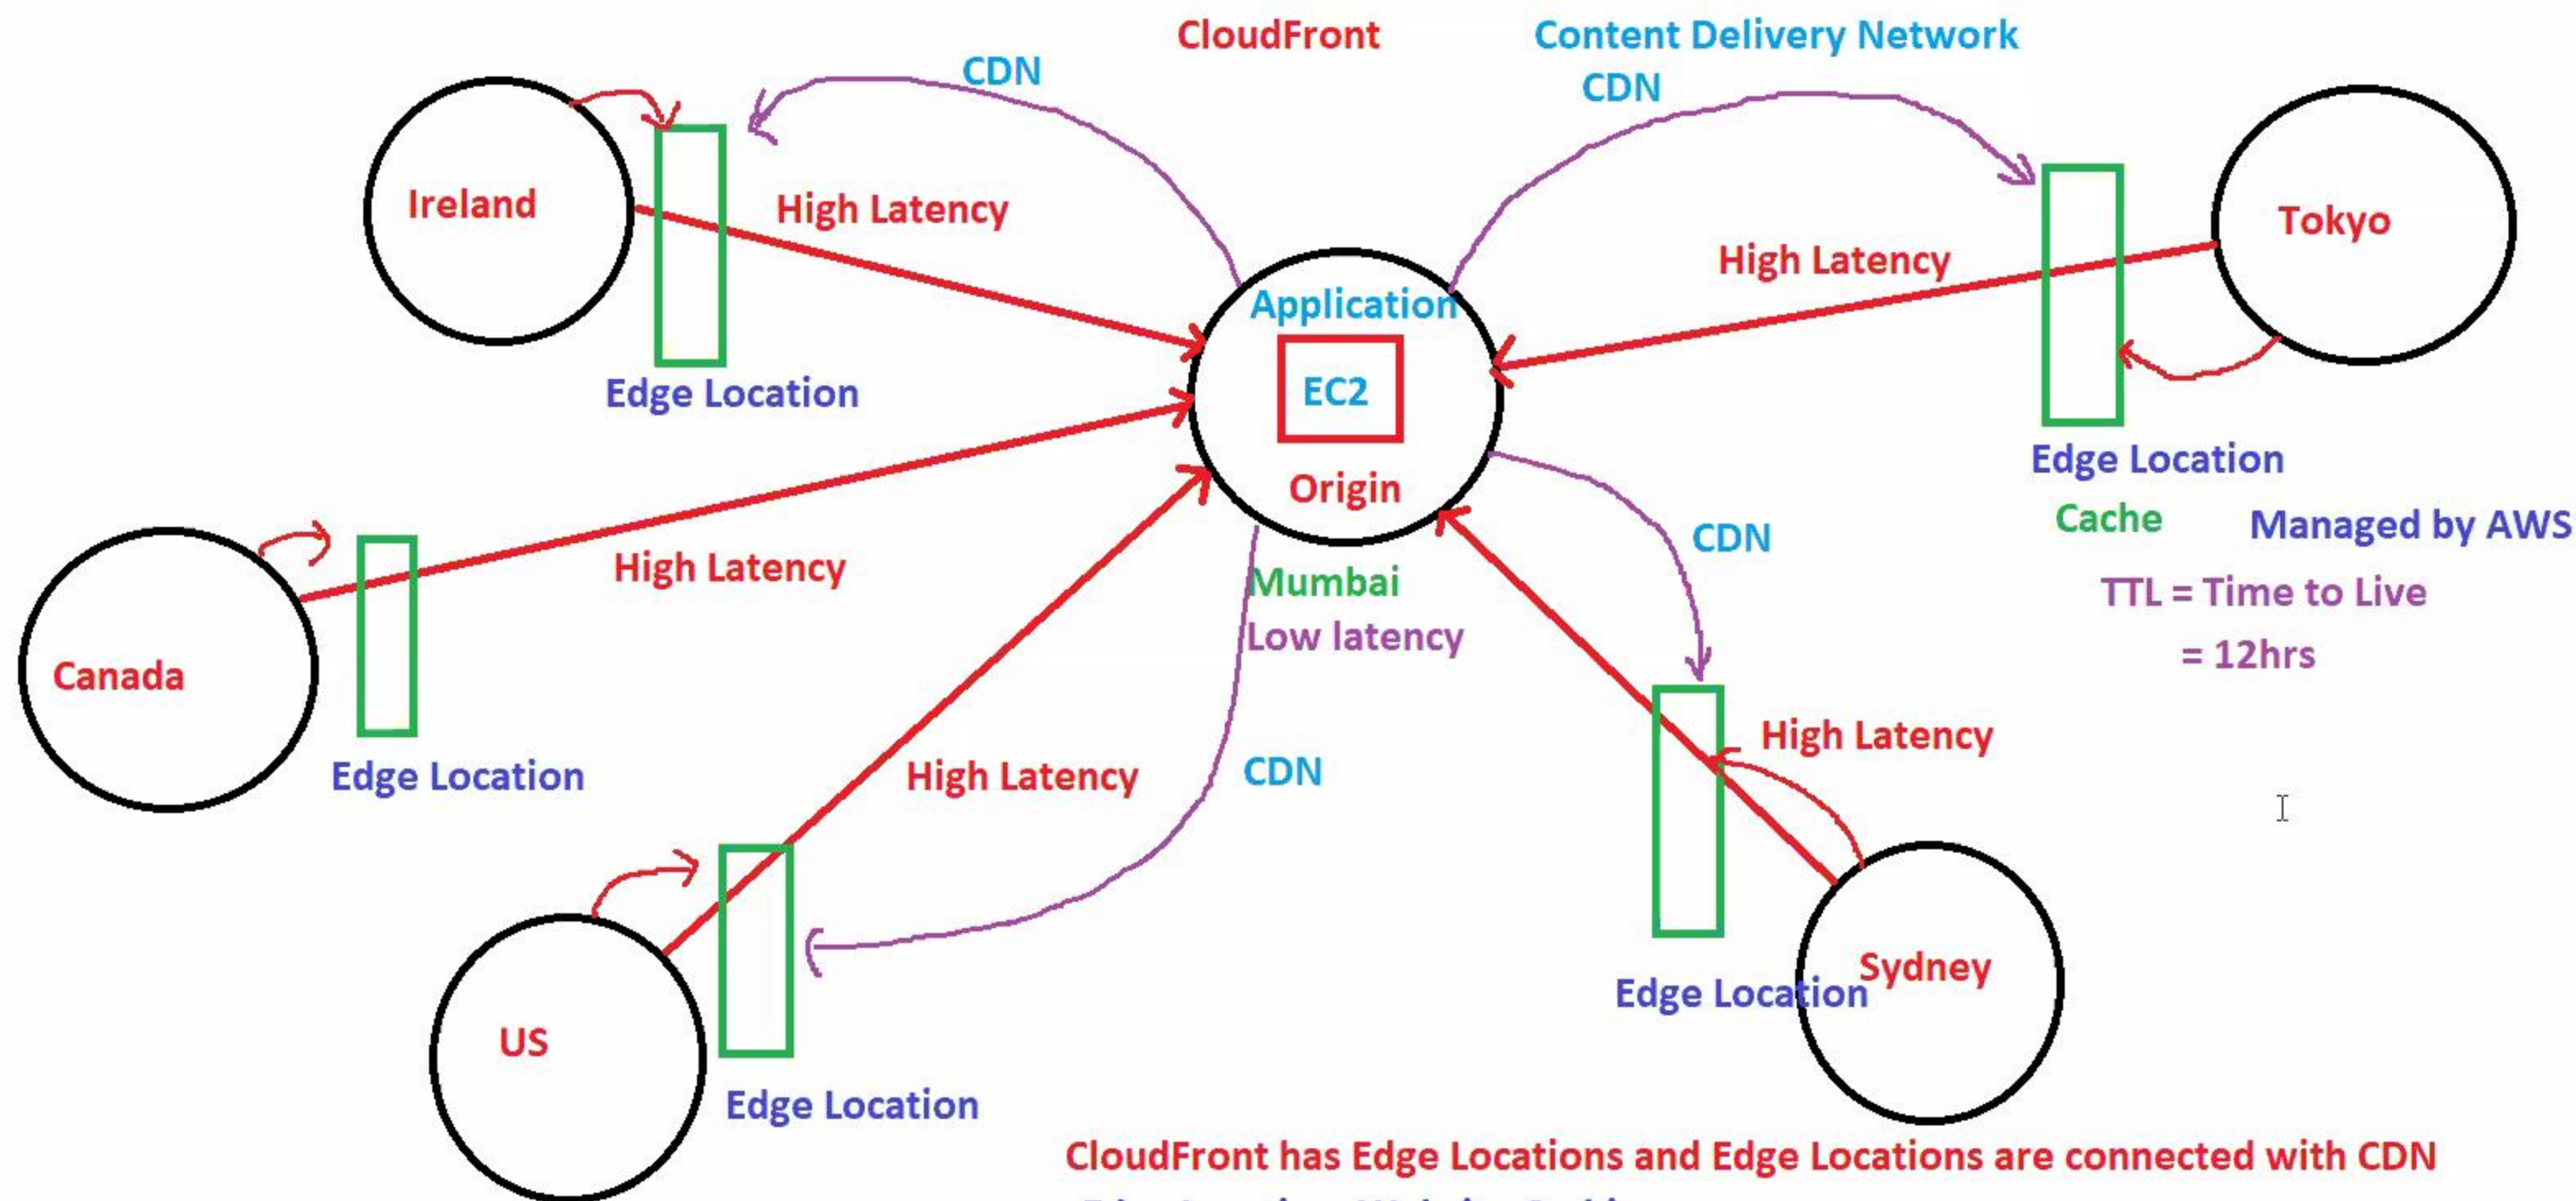 CloudFront
Content Delivery Network
CDN
CDN
Ireland
High Latency
Tokyo
High Latency
Application
EC2
Origin
Edge Location
Edge Location
Cache
Managed by AWS
TTL = Time to Live
= 12hrs
CDN
High Latency
Mumbai
Low latency
Canada
Edge Location
High Latency
CDN
High Latency
Sydney
Edge Location
US
Edge Location
CloudFront has Edge Locations and Edge Locations are connected with CDN